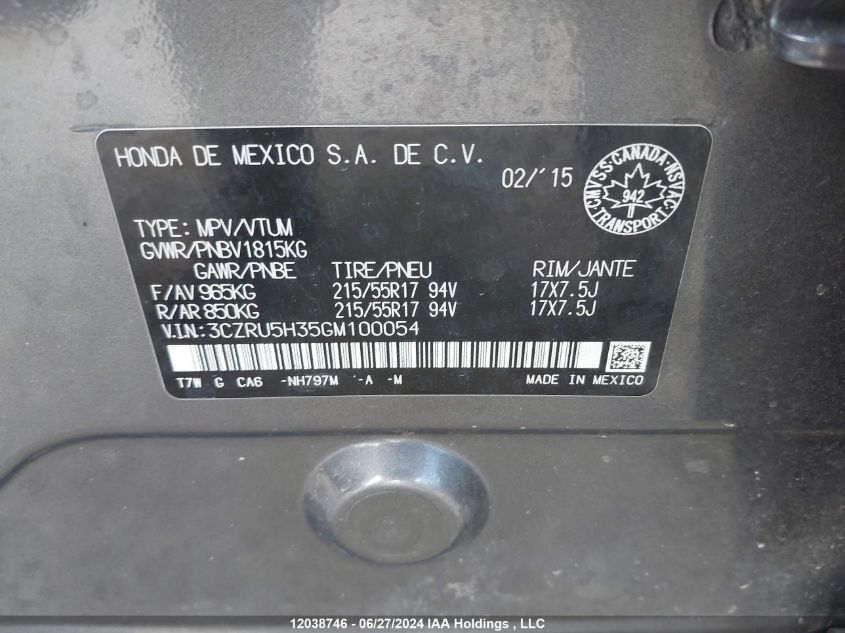 HONDA DE MEXICO S.A. DE C.V.
02/'15
CMVSS·CANADA·NSVAC
942
TRANSPORT
TYPE: MPV/VTUM
GVWR/PNBV1815KG
GAWR/PNBE TIRE/PNEU RIM/JANTE
F/AV 965KG 215/55R17 94V 17X7.5J
R/AR 850KG 215/55R17 94V 17X7.5J
V.I.N: 3CZRU5H35GM100054
T7W G CA6 -NH797M -A -M MADE IN MEXICO
12038746 - 06/27/2024 IAA Holdings , LLC